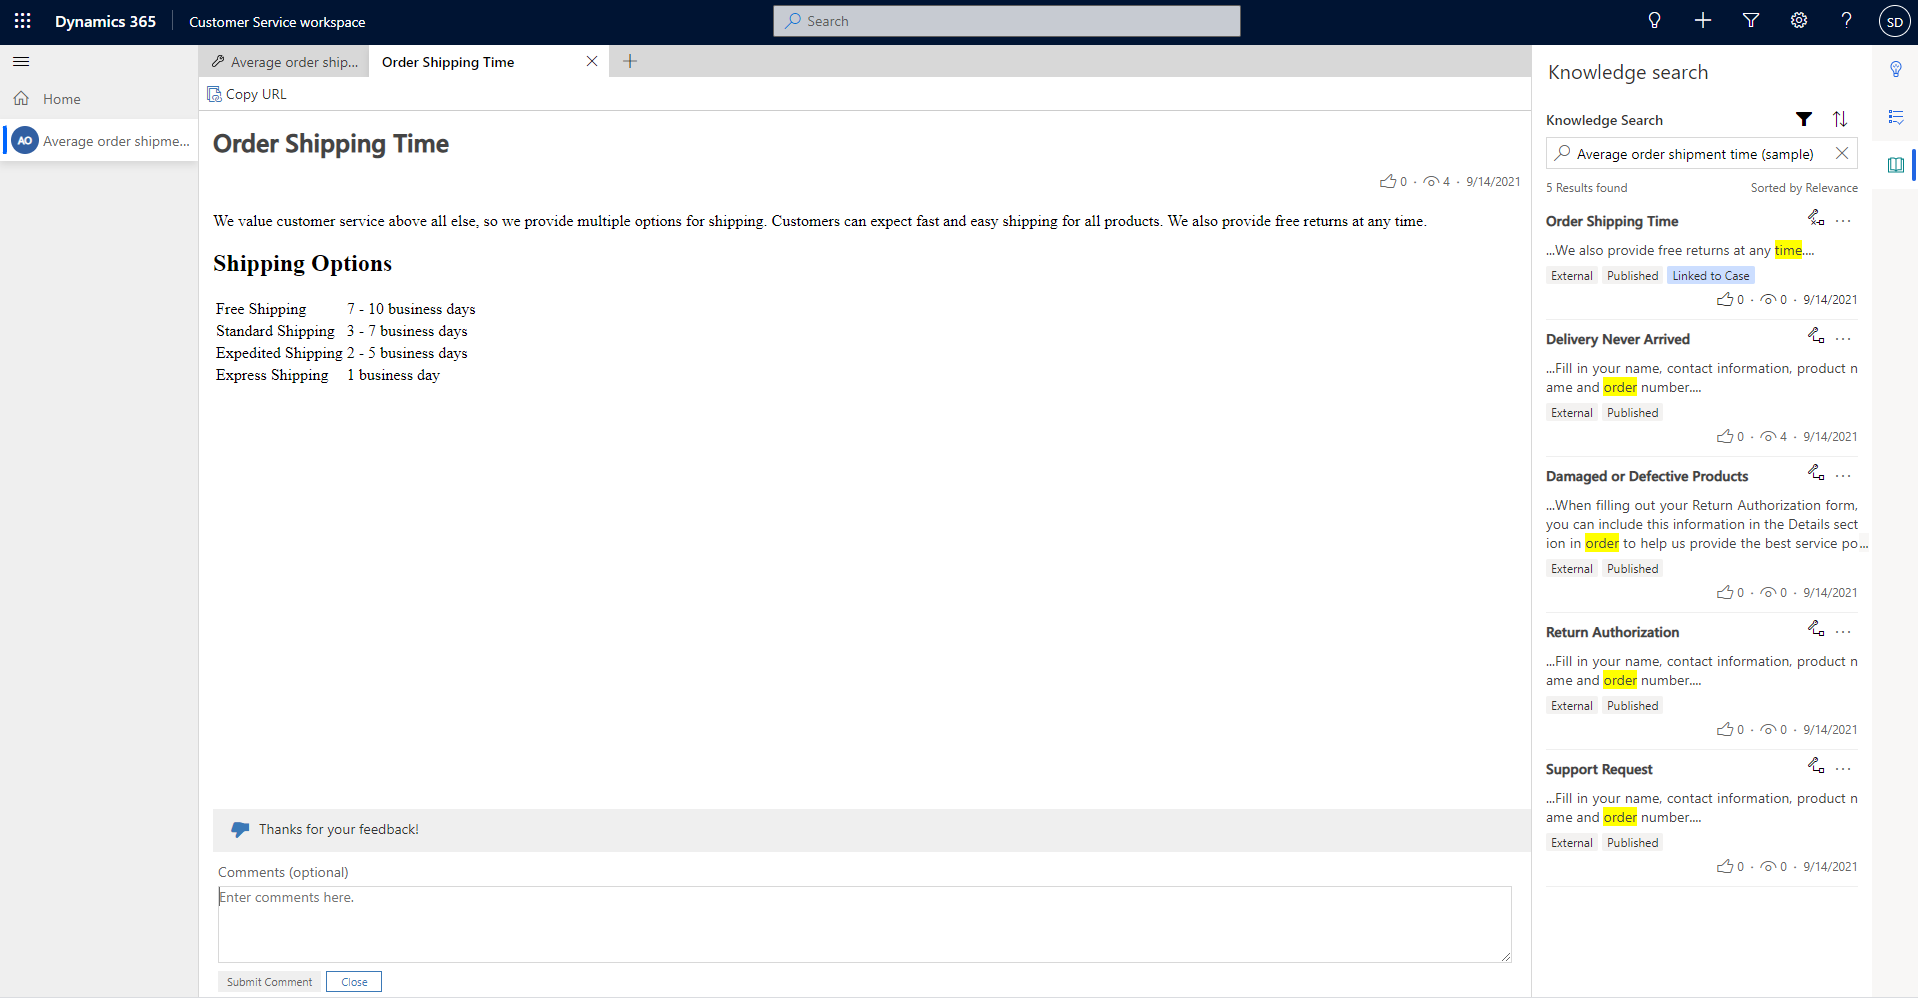 Dynamics 365
Customer Service workspace
Search
SD
Home
AO
Average order shipme...
Average order ship...
Order Shipping Time
Copy URL
Order Shipping Time
0 · 4 · 9/14/2021
We value customer service above all else, so we provide multiple options for shipping. Customers can expect fast and easy shipping for all products. We also provide free returns at any time.
Shipping Options
Free Shipping 7 - 10 business days
Standard Shipping 3 - 7 business days
Expedited Shipping 2 - 5 business days
Express Shipping 1 business day
Thanks for your feedback!
Comments (optional)
Enter comments here.
Submit Comment
Close
Knowledge search
Knowledge Search
Average order shipment time (sample)
5 Results found
Sorted by Relevance
Order Shipping Time
...We also provide free returns at any time....
External Published Linked to Case
0 · 0 · 9/14/2021
Delivery Never Arrived
...Fill in your name, contact information, product n
ame and order number....
External Published
0 · 4 · 9/14/2021
Damaged or Defective Products
...When filling out your Return Authorization form,
you can include this information in the Details sect
ion in order to help us provide the best service po...
External Published
0 · 0 · 9/14/2021
Return Authorization
...Fill in your name, contact information, product n
ame and order number....
External Published
0 · 0 · 9/14/2021
Support Request
...Fill in your name, contact information, product n
ame and order number....
External Published
0 · 0 · 9/14/2021